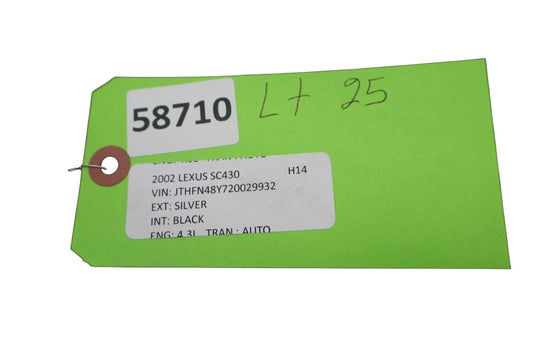 58710 Lt 25
2002 LEXUS SC430 H14
VIN: JTHFN48Y720029932
EXT: SILVER
INT: BLACK
ENG: 4.3L TRAN : AUTO